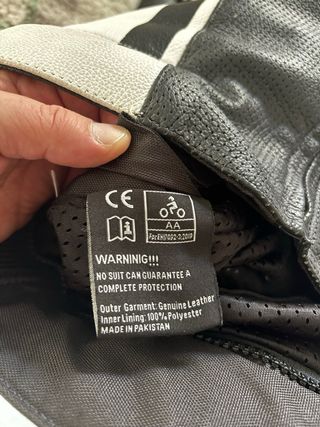 CE
AA
WARNINIG!!!
NO SUIT CAN GUARANTEE A
COMPLETE PROTECTION
Outer Garment: Genuine Leather
Inner Lining: 100% Polyester
MADE IN PAKISTAN